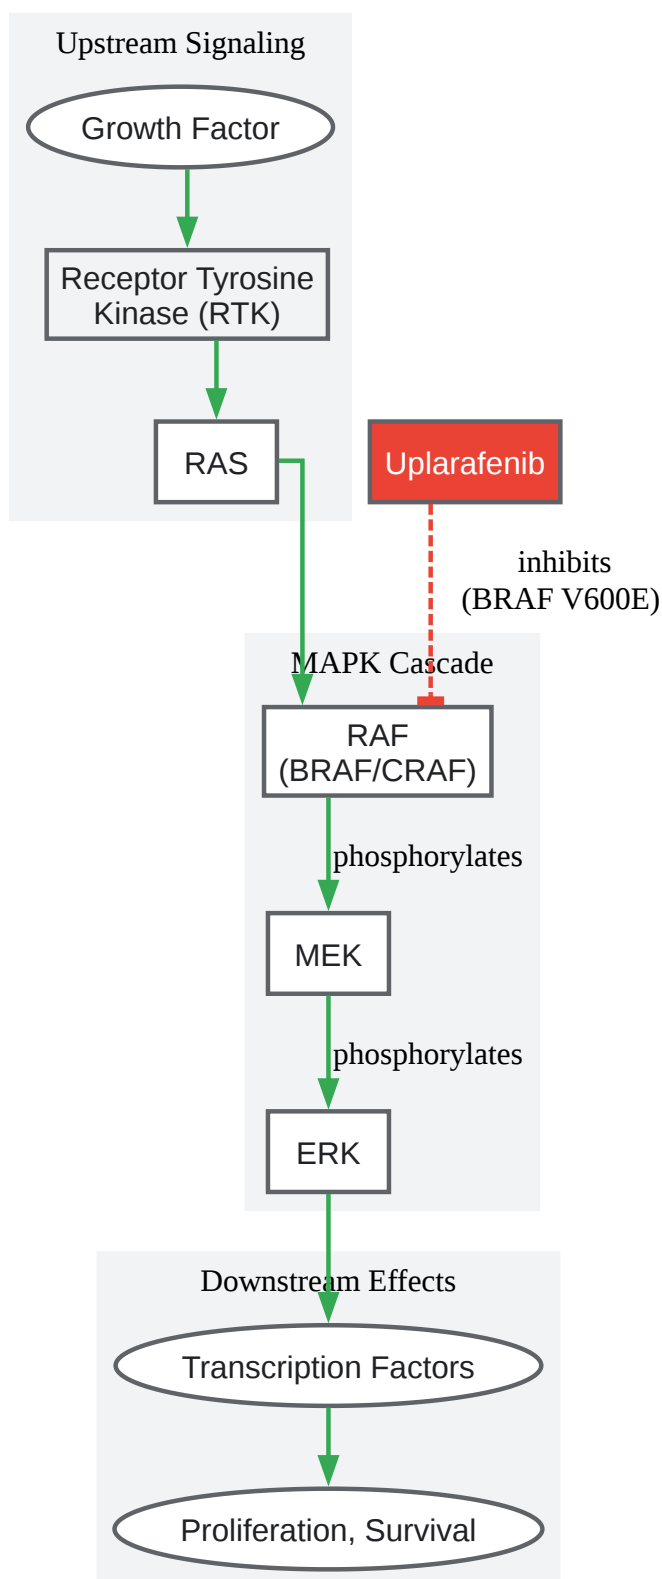 Upstream Signaling
Growth Factor
Receptor Tyrosine
Kinase (RTK)
RAS
Uplarafenib
inhibits
(BRAF V600E)
MAPK Cascade
RAF
(BRAF/CRAF)
phosphorylates
MEK
phosphorylates
ERK
Downstream Effects
Transcription Factors
Proliferation, Survival